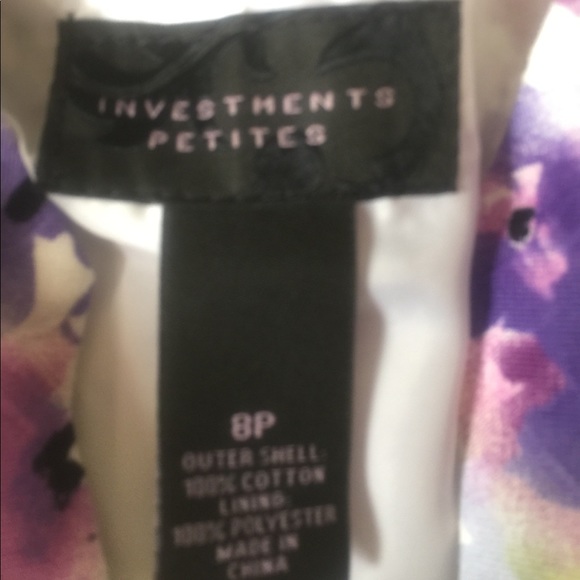 INVESTMENTS
PETITES
8P
OUTER SHELL:
100% COTTON
LINING:
100% POLYESTER
MADE IN
CHINA